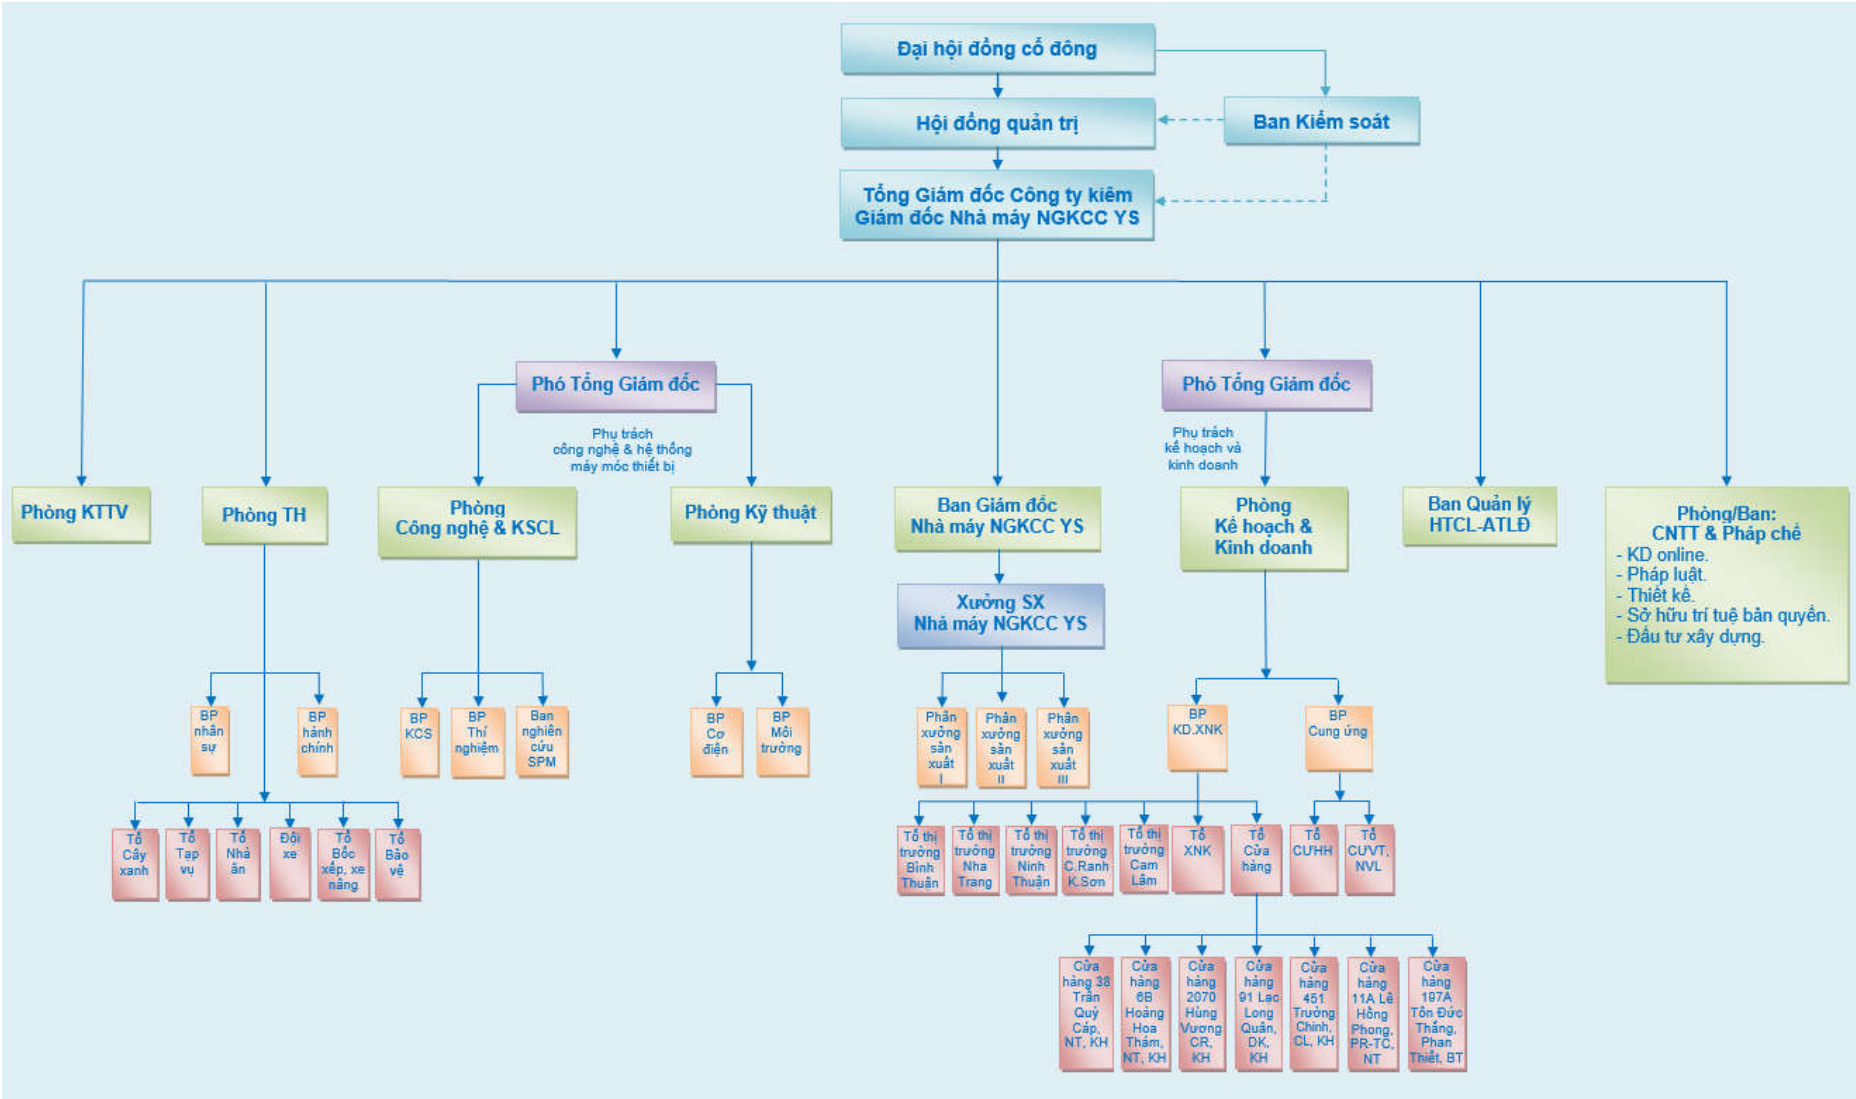 Đại hội đồng cổ đông
Hội đồng quản trị
Ban Kiểm soát
Tổng Giám đốc Công ty kiêm
Giám đốc Nhà máy NGKCC YS
Phó Tổng Giám đốc
Phụ trách
công nghệ & hệ thống
máy móc thiết bị
Phó Tổng Giám đốc
Phụ trách
kế hoạch và
kinh doanh
Phòng KTTV
Phòng TH
Phòng
Công nghệ & KSCL
Phòng Kỹ thuật
Ban Giám đốc
Nhà máy NGKCC YS
Phòng
Kế hoạch &
Kinh doanh
Ban Quản lý
HTCL-ATLĐ
Phòng/Ban:
CNTT & Pháp chế
- KD online.
- Pháp luật.
- Thiết kế.
- Sở hữu trí tuệ bản quyền.
- Đầu tư xây dựng.
Xưởng SX
Nhà máy NGKCC YS
BP
nhân
sự
BP
hành
chính
BP
KCS
BP
Thí
nghiệm
Ban
nghiên
cứu
SPM
BP
Cơ
điện
BP
Môi
trường
Phân
xưởng
sản
xuất
I
Phân
xưởng
sản
xuất
II
Phân
xưởng
sản
xuất
III
BP
KD.XNK
BP
Cung ứng
Tổ
Cây
xanh
Tổ
Tạp
vụ
Tổ
Nhà
ăn
Đội
xe
Tổ
Bốc
xếp, xe
nâng
Tổ
Bảo
vệ
Tổ thị
trường
Bình
Thuận
Tổ thị
trường
Nha
Trang
Tổ thị
trường
Ninh
Thuận
Tổ thị
trường
C.Ranh
K.Sơn
Tổ thị
trường
Cam
Lâm
Tổ
XNK
Tổ
Cửa
hàng
Tổ
CƯHH
Tổ
CƯVT,
NVL
Cửa
hàng 38
Trần
Quý
Cáp,
NT, KH
Cửa
hàng
6B
Hoàng
Hoa
Thám,
NT, KH
Cửa
hàng
2070
Hùng
Vương
CR,
KH
Cửa
hàng
91 Lạc
Long
Quân,
DK,
KH
Cửa
hàng
451
Trường
Chinh,
CL, KH
Cửa
hàng
11A Lê
Hồng
Phong,
PR-TC,
NT
Cửa
hàng
197A
Tôn Đức
Thắng,
Phan
Thiết, BT